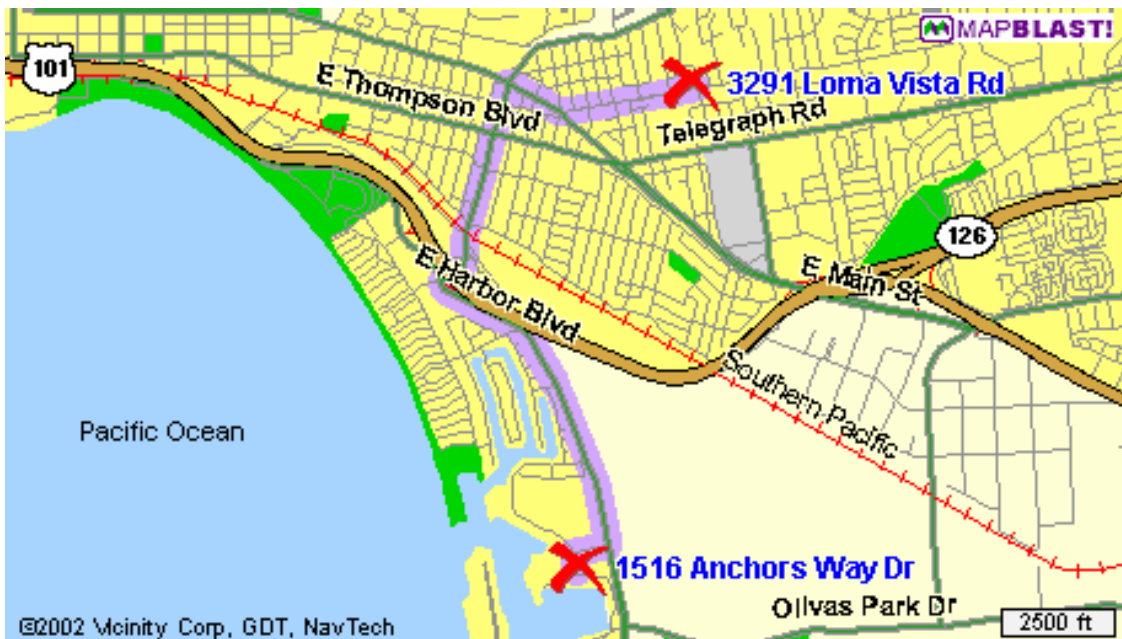 MAPBLAST!
101
E Thompson Blvd
3291 Loma Vista Rd
Telegraph Rd
126
E Harbor Blvd
E Main St
Southern Pacific
Pacific Ocean
1516 Anchors Way Dr
Olivas Park Dr
©2002 Vicinity Corp, GDT, NavTech
2500 ft